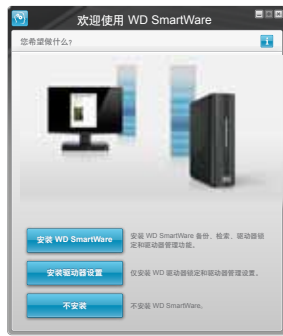 欢迎使用 WD SmartWare
您希望做什么?
安装 WD SmartWare
安装 WD SmartWare 备份、检索、驱动器锁
定和驱动器管理功能。
安装驱动器设置
仅安装 WD 驱动器锁定和驱动器管理设置。
不安装
不安装 WD SmartWare。